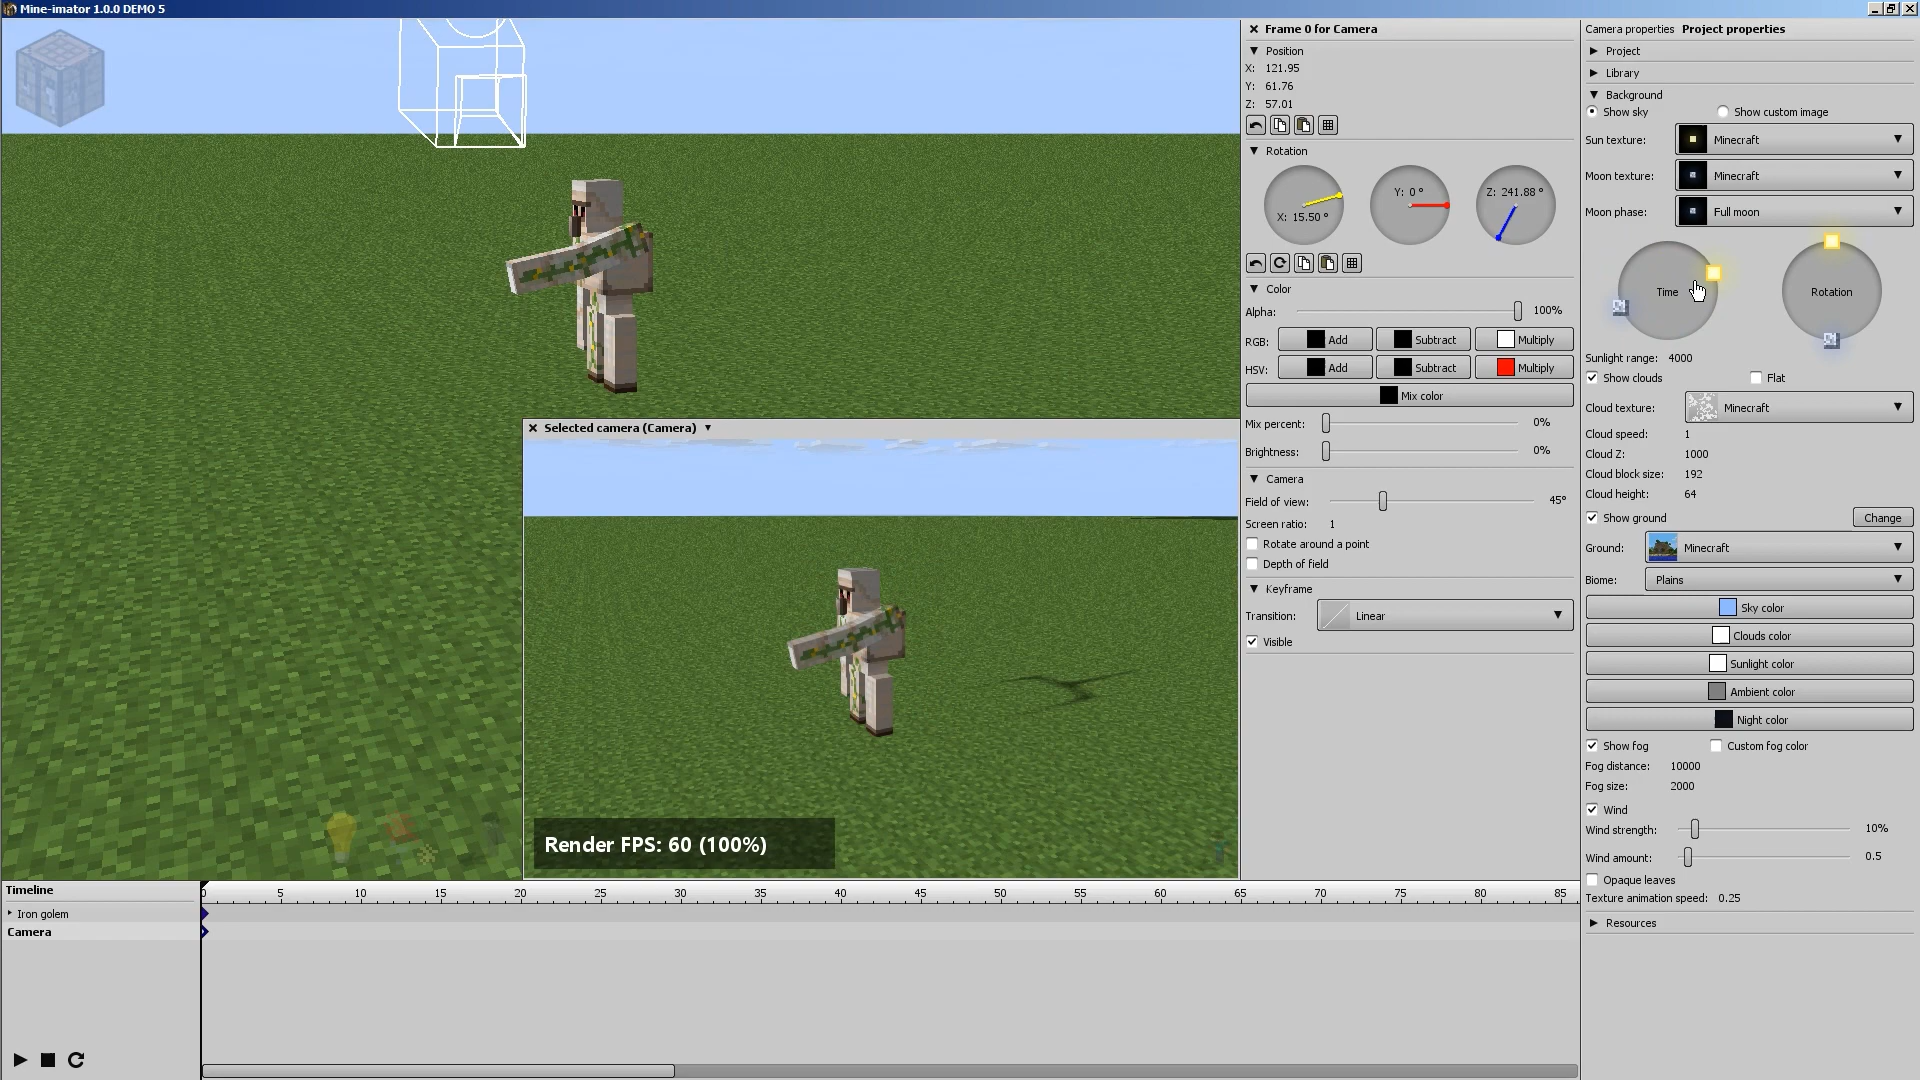 Mine-imator 1.0.0 DEMO 5
Frame 0 for Camera
Position
X: 121.95
Y: 61.76
Z: 57.01
Rotation
X: 15.50 °
Y: 0 °
Z: 241.88 °
Color
Alpha: 100%
RGB: Add Subtract Multiply
HSV: Add Subtract Multiply
Mix color
Mix percent: 0%
Brightness: 0%
Camera
Field of view: 45°
Screen ratio: 1
Rotate around a point
Depth of field
Keyframe
Transition: Linear
Visible
Camera properties Project properties
Project
Library
Background
Show sky Show custom image
Sun texture: Minecraft
Moon texture: Minecraft
Moon phase: Full moon
Time Rotation
Sunlight range: 4000
Show clouds Flat
Cloud texture: Minecraft
Cloud speed: 1
Cloud Z: 1000
Cloud block size: 192
Cloud height: 64
Show ground Change
Ground: Minecraft
Biome: Plains
Sky color
Clouds color
Sunlight color
Ambient color
Night color
Show fog Custom fog color
Fog distance: 10000
Fog size: 2000
Wind
Wind strength: 10%
Wind amount: 0.5
Opaque leaves
Texture animation speed: 0.25
Resources
Selected camera (Camera)
Render FPS: 60 (100%)
Timeline
0 5 10 15 20 25 30 35 40 45 50 55 60 65 70 75 80 85
Iron golem
Camera